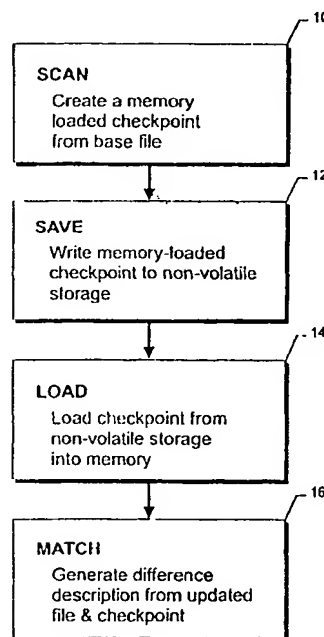 10
SCAN
Create a memory
loaded checkpoint
from base file
12
SAVE
Write memory-loaded
checkpoint to non-volatile
storage
14
LOAD
Load checkpoint from
non-volatile storage
into memory
16
MATCH
Generate difference
description from updated
file & checkpoint